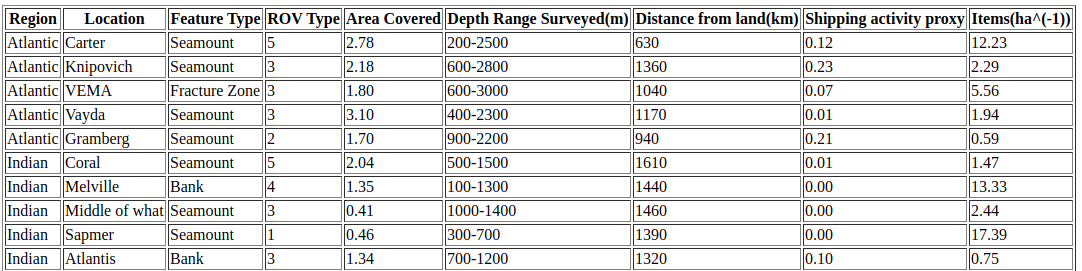 Region Location Feature Type ROV Type Area Covered Depth Range Surveyed(m) Distance from land(km) Shipping activity proxy Items(ha^(-1))
Atlantic Carter Seamount 5 2.78 200-2500 630 0.12 12.23
Atlantic Knipovich Seamount 3 2.18 600-2800 1360 0.23 2.29
Atlantic VEMA Fracture Zone 3 1.80 600-3000 1040 0.07 5.56
Atlantic Vayda Seamount 3 3.10 400-2300 1170 0.01 1.94
Atlantic Gramberg Seamount 2 1.70 900-2200 940 0.21 0.59
Indian Coral Seamount 5 2.04 500-1500 1610 0.01 1.47
Indian Melville Bank 4 1.35 100-1300 1440 0.00 13.33
Indian Middle of what Seamount 3 0.41 1000-1400 1460 0.00 2.44
Indian Sapmer Seamount 1 0.46 300-700 1390 0.00 17.39
Indian Atlantis Bank 3 1.34 700-1200 1320 0.10 0.75